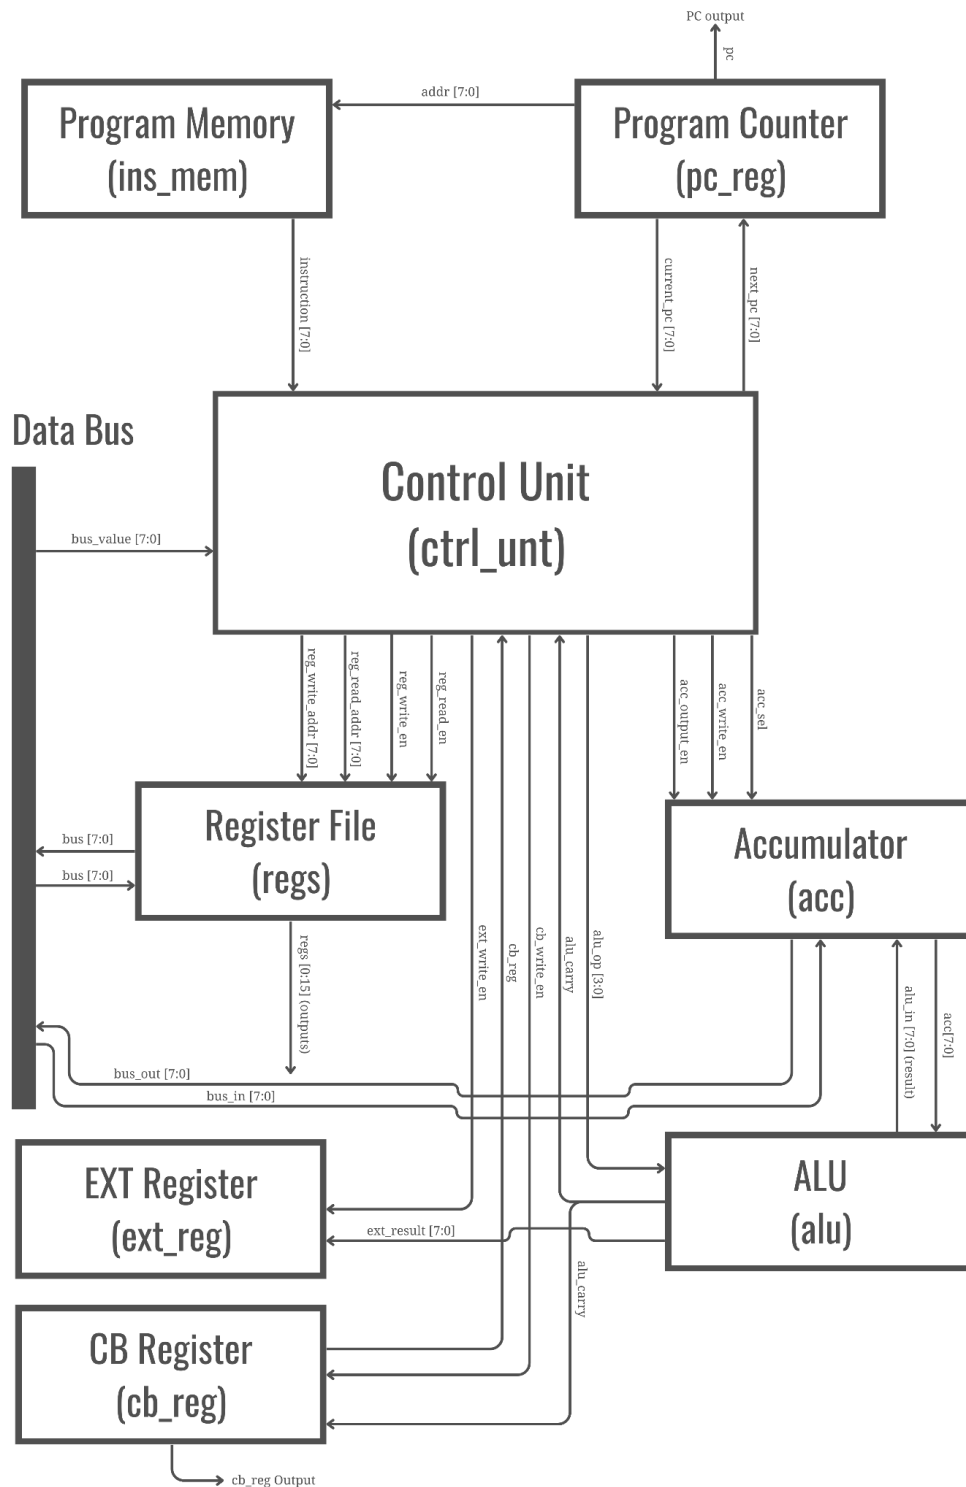 PC output
pc
Program Memory
(ins_mem)
addr [7:0]
Program Counter
(pc_reg)
instruction [7:0]
current_pc [7:0]
next_pc [7:0]
Data Bus
Control Unit
(ctrl_unt)
bus_value [7:0]
reg_write_addr [7:0]
reg_read_addr [7:0]
reg_write_en
reg_read_en
acc_output_en
acc_write_en
acc_sel
Register File
(regs)
bus [7:0]
bus [7:0]
Accumulator
(acc)
regs [0:15] (outputs)
ext_write_en
cb_reg
cb_write_en
alu_carry
alu_op [3:0]
alu_in [7:0] (result)
acc[7:0]
bus_out [7:0]
bus_in [7:0]
EXT Register
(ext_reg)
ext_result [7:0]
ALU
(alu)
alu_carry
CB Register
(cb_reg)
cb_reg Output